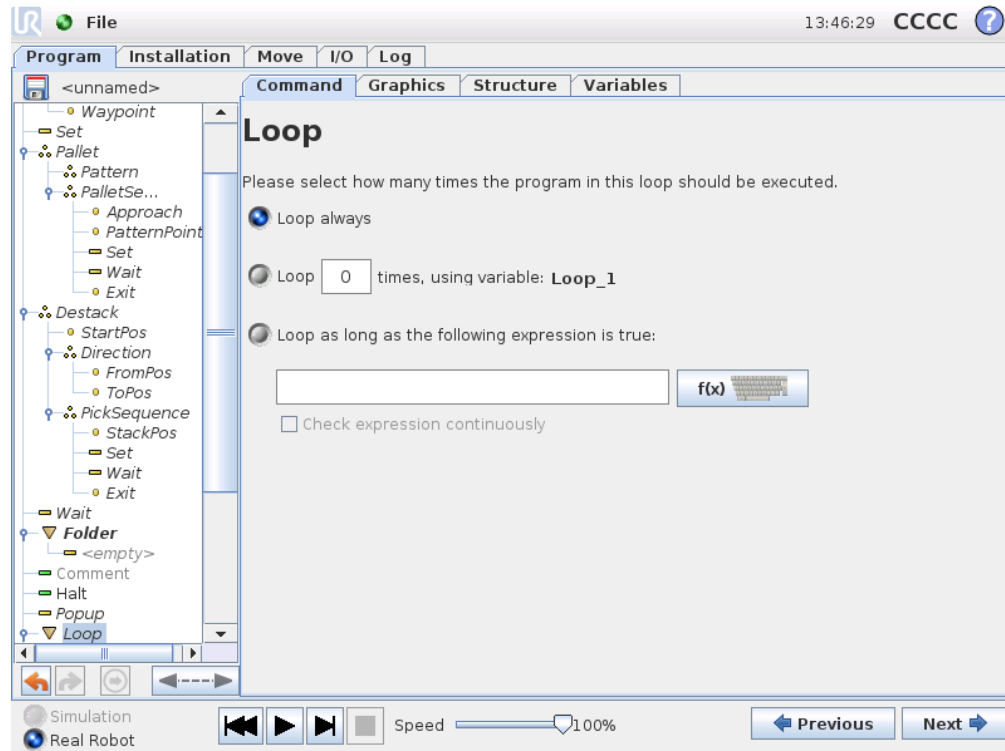 UR File 13:46:29 CCCC ?
Program Installation Move I/O Log
<unnamed>
Command Graphics Structure Variables
Waypoint
Set
Pallet
Pattern
PalletSe...
Approach
PatternPoint
Set
Wait
Exit
Destack
StartPos
Direction
FromPos
ToPos
PickSequence
StackPos
Set
Wait
Exit
Wait
Folder
<empty>
Comment
Halt
Popup
Loop
Loop
Please select how many times the program in this loop should be executed.
Loop always
Loop 0 times, using variable: Loop_1
Loop as long as the following expression is true:
f(x)
Check expression continuously
Simulation
Real Robot
Speed 100%
Previous Next